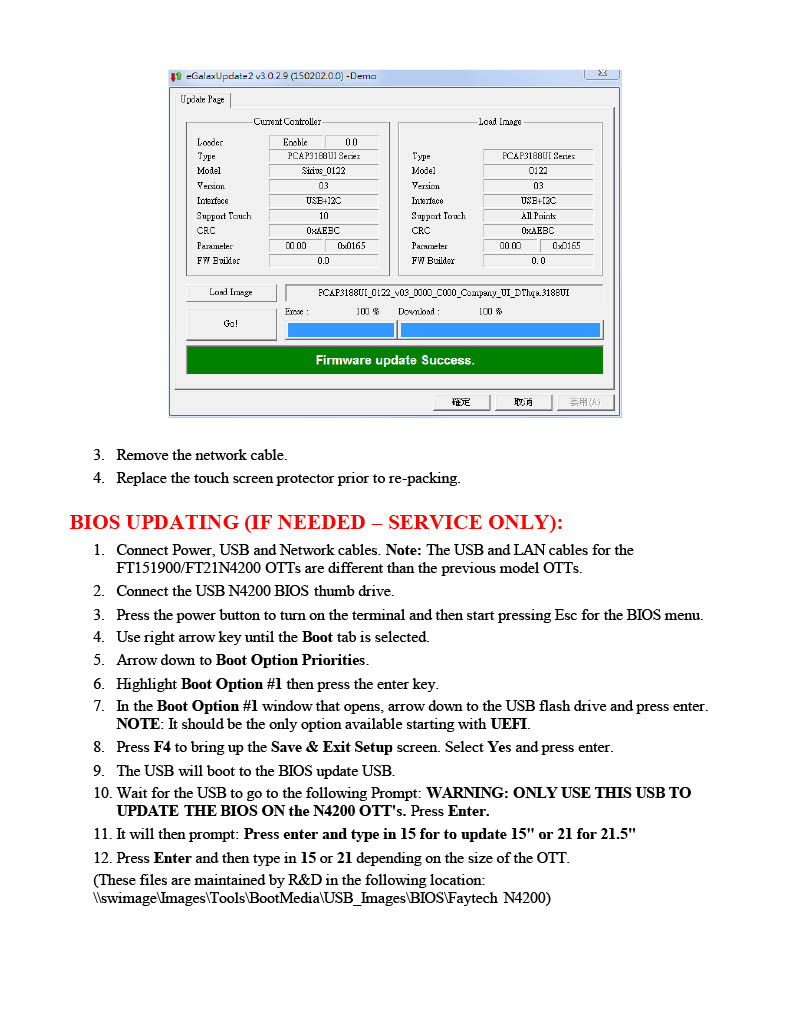 eGalaxUpdate2 v3.0.2.9 (150202.0.0) -Demo
Update Page
Current Controller
Load Image
Loader Enable 0.0
Type PCAP3188UI Series Type PCAP3188UI Series
Model Sirius_0122 Model 0122
Version 03 Version 03
Interface USB+I2C Interface USB+I2C
Support Touch 10 Support Touch All Points
CRC 0xAEBC CRC 0xAEBC
Parameter 00.00 0x0165 Parameter 00.00 0x0165
FW Builder 0.0 FW Builder 0.0
Load Image PCAP3188UI_0122_v03_0000_C000_Company_UI_DThqa.3188UI
Erase : 100 % Download : 100 %
Go!
Firmware update Success.
確定 取消 套用(A)
3. Remove the network cable.
4. Replace the touch screen protector prior to re-packing.
BIOS UPDATING (IF NEEDED – SERVICE ONLY):
1. Connect Power, USB and Network cables. Note: The USB and LAN cables for the
FT151900/FT21N4200 OTTs are different than the previous model OTTs.
2. Connect the USB N4200 BIOS thumb drive.
3. Press the power button to turn on the terminal and then start pressing Esc for the BIOS menu.
4. Use right arrow key until the Boot tab is selected.
5. Arrow down to Boot Option Priorities.
6. Highlight Boot Option #1 then press the enter key.
7. In the Boot Option #1 window that opens, arrow down to the USB flash drive and press enter.
NOTE: It should be the only option available starting with UEFI.
8. Press F4 to bring up the Save & Exit Setup screen. Select Yes and press enter.
9. The USB will boot to the BIOS update USB.
10. Wait for the USB to go to the following Prompt: WARNING: ONLY USE THIS USB TO
UPDATE THE BIOS ON the N4200 OTT's. Press Enter.
11. It will then prompt: Press enter and type in 15 for to update 15" or 21 for 21.5"
12. Press Enter and then type in 15 or 21 depending on the size of the OTT.
(These files are maintained by R&D in the following location:
\\swimage\Images\Tools\BootMedia\USB_Images\BIOS\Faytech N4200)